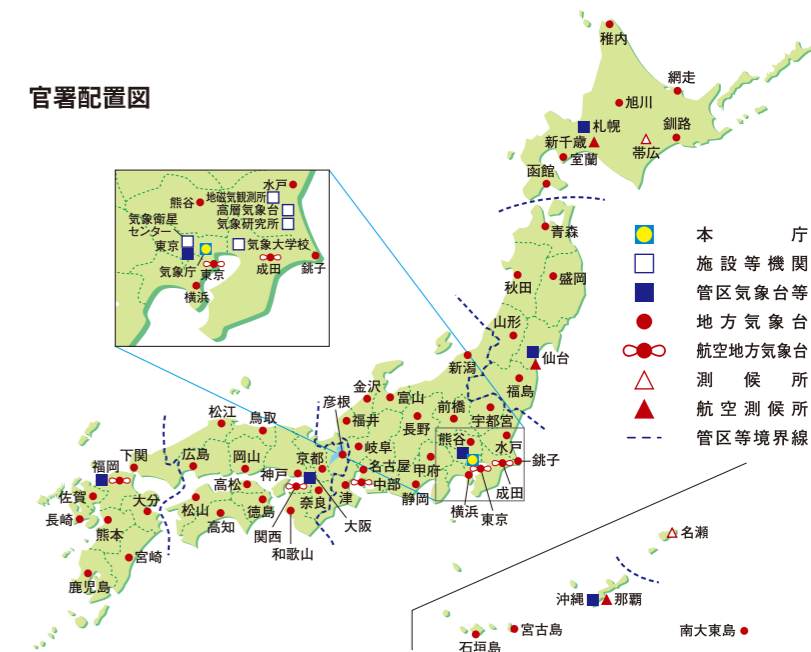 官署配置図
稚内
網走
旭川
札幌
釧路
新千歳
帯広
室蘭
函館
水戸
地磁気観測所
熊谷
高層気象台
気象研究所
気象衛星
センター
東京
気象大学校
気象庁
東京
成田
銚子
横浜
青森
秋田
盛岡
山形
仙台
新潟
福島
本庁
施設等機関
管区気象台等
地方気象台
航空地方気象台
測候所
航空測候所
管区等境界線
金沢
富山
彦根
前橋
宇都宮
松江
鳥取
福井
長野
熊谷
水戸
岐阜
下関
広島
岡山
京都
名古屋
甲府
銚子
福岡
神戸
中部
成田
高松
津
静岡
佐賀
大分
松山
徳島
奈良
横浜
東京
長崎
高知
関西
大阪
熊本
和歌山
宮崎
鹿児島
名瀬
沖縄
那覇
宮古島
南大東島
石垣島